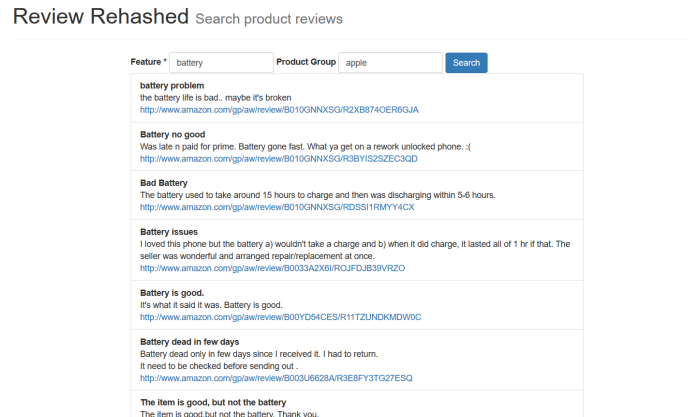 Review Rehashed Search product reviews
Feature * battery Product Group apple Search
battery problem
the battery life is bad.. maybe it's broken
http://www.amazon.com/gp/aw/review/B010GNNXSG/R2XB874OER6GJA
Battery no good
Was late n paid for prime. Battery gone fast. What ya get on a rework unlocked phone. :(
http://www.amazon.com/gp/aw/review/B010GNNXSG/R3BYIS2SZEC3QD
Bad Battery
The battery used to take around 15 hours to charge and then was discharging within 5-6 hours.
http://www.amazon.com/gp/aw/review/B010GNNXSG/RDSSI1RMYY4CX
Battery issues
I loved this phone but the battery a) wouldn't take a charge and b) when it did charge, it lasted all of 1 hr if that. The
seller was wonderful and arranged repair/replacement at once.
http://www.amazon.com/gp/aw/review/B0033A2X6I/ROJFDJB39VRZO
Battery is good.
It's what it said it was. Battery is good.
http://www.amazon.com/gp/aw/review/B00YD54CES/R11TZUNDKMDW0C
Battery dead in few days
Battery dead only in few days since I received it. I had to return.
It need to be checked before sending out .
http://www.amazon.com/gp/aw/review/B003U6628A/R3E8FY3TG27ESQ
The item is good, but not the battery
The item is good,but not the battery. Thank you.